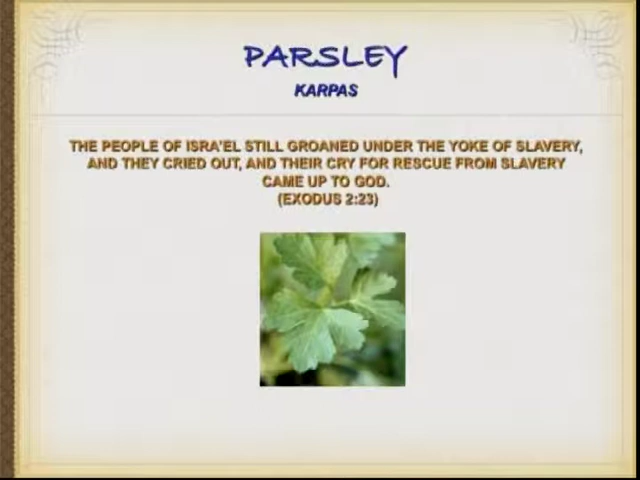 PARSLEY
KARPAS
THE PEOPLE OF ISRA'EL STILL GROANED UNDER THE YOKE OF SLAVERY,
AND THEY CRIED OUT, AND THEIR CRY FOR RESCUE FROM SLAVERY
CAME UP TO GOD.
(EXODUS 2:23)